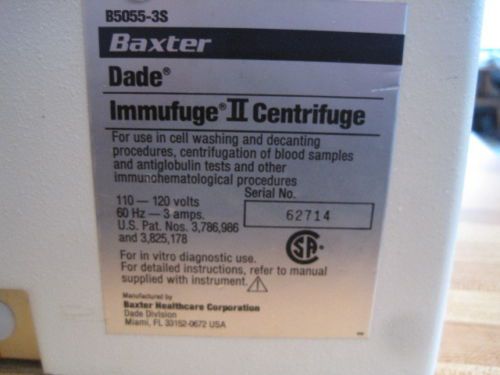 B5055-3S
Baxter
Dade®
Immufuge® II Centrifuge
For use in cell washing and decanting
procedures, centrifugation of blood samples
and antiglobulin tests and other
immunohematological procedures
Serial No.
110 — 120 volts
60 Hz — 3 amps.
62714
U.S. Pat. Nos. 3,786,986
and 3,825,178
SA
For in vitro diagnostic use.
For detailed instructions, refer to manual
supplied with instrument.
Manufactured by
Baxter Healthcare Corporation
Dade Division
Miami, FL 33152-0672 USA